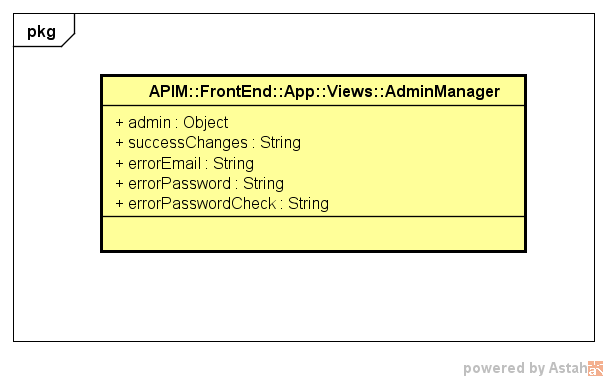 pkg
APIM::FrontEnd::App::Views::AdminManager
+ admin : Object
+ successChanges : String
+ errorEmail : String
+ errorPassword : String
+ errorPasswordCheck : String
powered by Astah